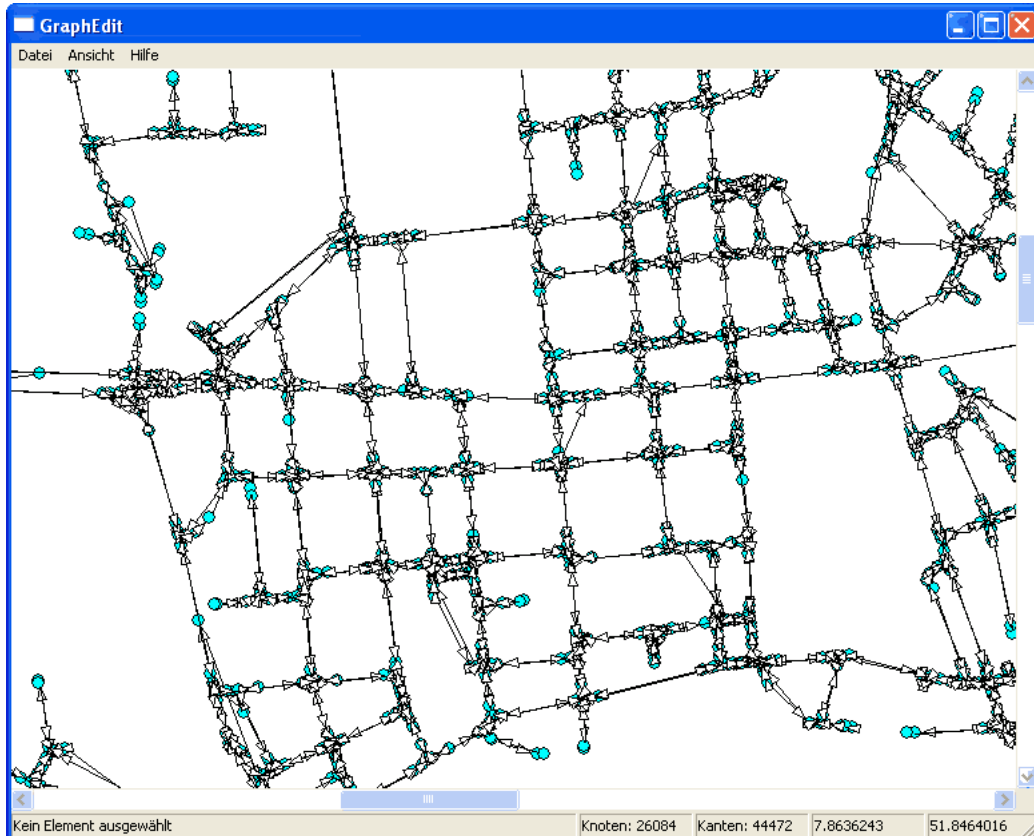 GraphEdit
Datei Ansicht Hilfe
Kein Element ausgewählt Knoten: 26084 Kanten: 44472 7.8636243 51.8464016